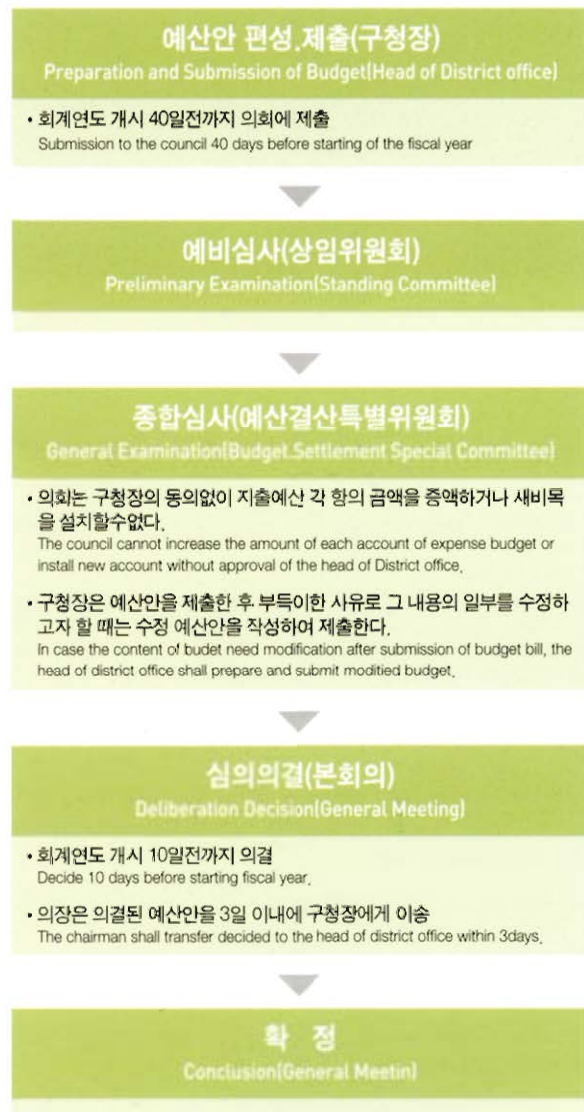 예산안 편성.제출(구청장)
Preparation and Submission of Budget(Head of District office)
• 회계연도 개시 40일전까지 의회에 제출
Submission to the council 40 days before starting of the fiscal year
예비심사(상임위원회)
Preliminary Examination(Standing Committee)
종합심사(예산결산특별위원회)
General Examination(Budget.Settlement Special Committee)
• 의회는 구청장의 동의없이 지출예산 각 항의 금액을 증액하거나 새비목
을 설치할수없다.
The council cannot increase the amount of each account of expense budget or
install new account without approval of the head of District office.
• 구청장은 예산안을 제출한 후 부득이한 사유로 그 내용의 일부를 수정하
고자 할 때는 수정 예산안을 작성하여 제출한다.
In case the content of budet need modification after submission of budget bill, the
head of district office shall prepare and submit moditied budget.
심의의결(본회의)
Deliberation Decision(General Meeting)
• 회계연도 개시 10일전까지 의결
Decide 10 days before starting fiscal year.
• 의장은 의결된 예산안을 3일 이내에 구청장에게 이송
The chairman shall transfer decided to the head of district office within 3days.
확 정
Conclusion(General Meetin)